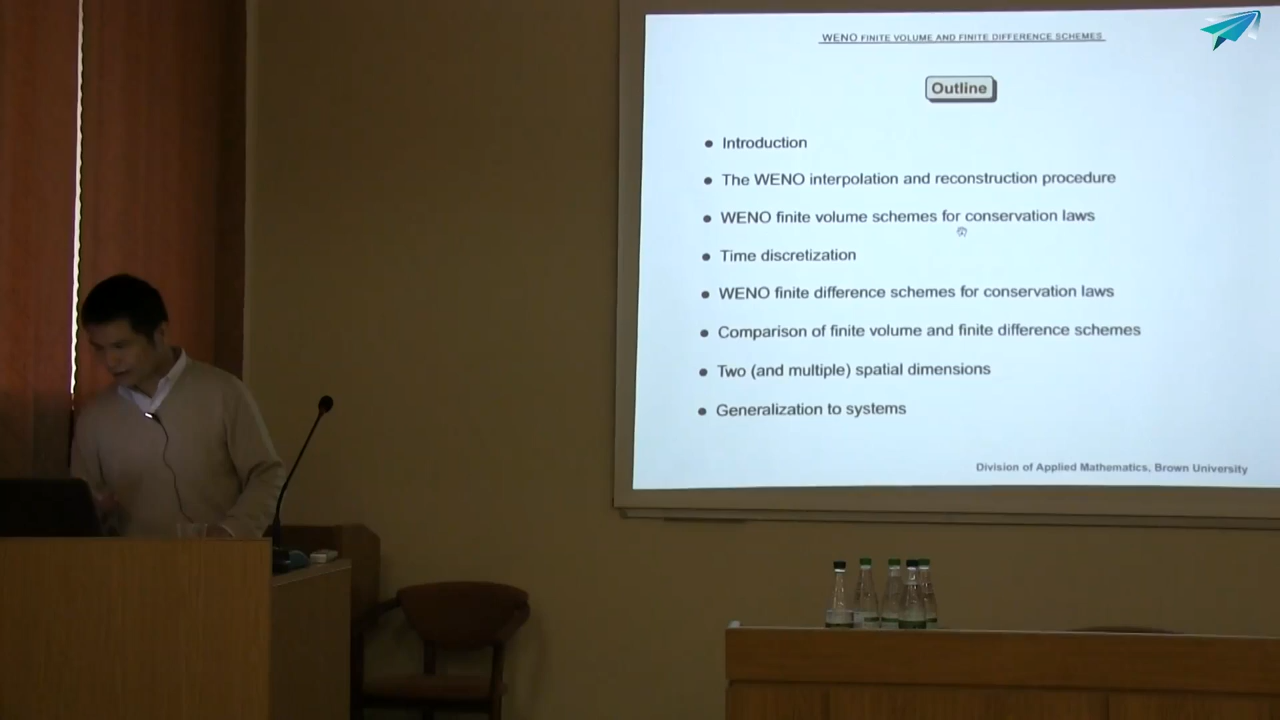 WENO FINITE VOLUME AND FINITE DIFFERENCE SCHEMES
Outline
● Introduction
● The WENO interpolation and reconstruction procedure
● WENO finite volume schemes for conservation laws
● Time discretization
● WENO finite difference schemes for conservation laws
● Comparison of finite volume and finite difference schemes
● Two (and multiple) spatial dimensions
● Generalization to systems
Division of Applied Mathematics, Brown University